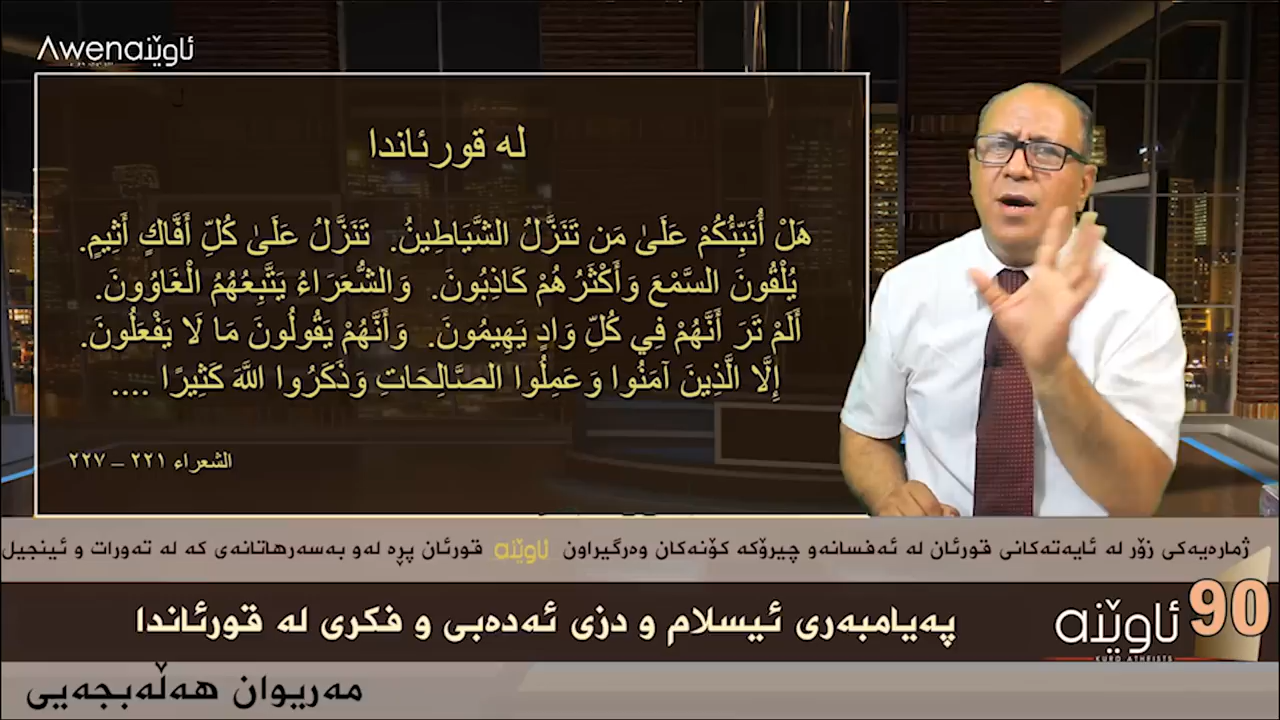 Awena ئاوێنە
لە قورئاندا
هَلْ أُنَبِّئُكُمْ عَلَىٰ مَن تَنَزَّلُ الشَّيَاطِينُ. تَنَزَّلُ عَلَىٰ كُلِّ أَفَّاكٍ أَثِيمٍ.
يُلْقُونَ السَّمْعَ وَأَكْثَرُهُمْ كَاذِبُونَ. وَالشُّعَرَاءُ يَتَّبِعُهُمُ الْغَاوُونَ.
أَلَمْ تَرَ أَنَّهُمْ فِي كُلِّ وَادٍ يَهِيمُونَ. وَأَنَّهُمْ يَقُولُونَ مَا لَا يَفْعَلُونَ.
إِلَّا الَّذِينَ آمَنُوا وَعَمِلُوا الصَّالِحَاتِ وَذَكَرُوا اللَّهَ كَثِيرًا ....
الشعراء ٢٢١ – ٢٢٧
ژمارەیەکی زۆر لە ئایەتەکانی قورئان لە ئەفسانەو چیرۆکە کۆنەکان وەرگیراون ئاوێنە قورئان پڕە لەو بەسەرهاتانەی کە لە تەورات و ئینجیل
90
ئاوێنە
KURD ATHEISTS
پەیامبەری ئیسلام و دزی ئەدەبی و فکری لە قورئاندا
مەریوان هەڵەبجەیی